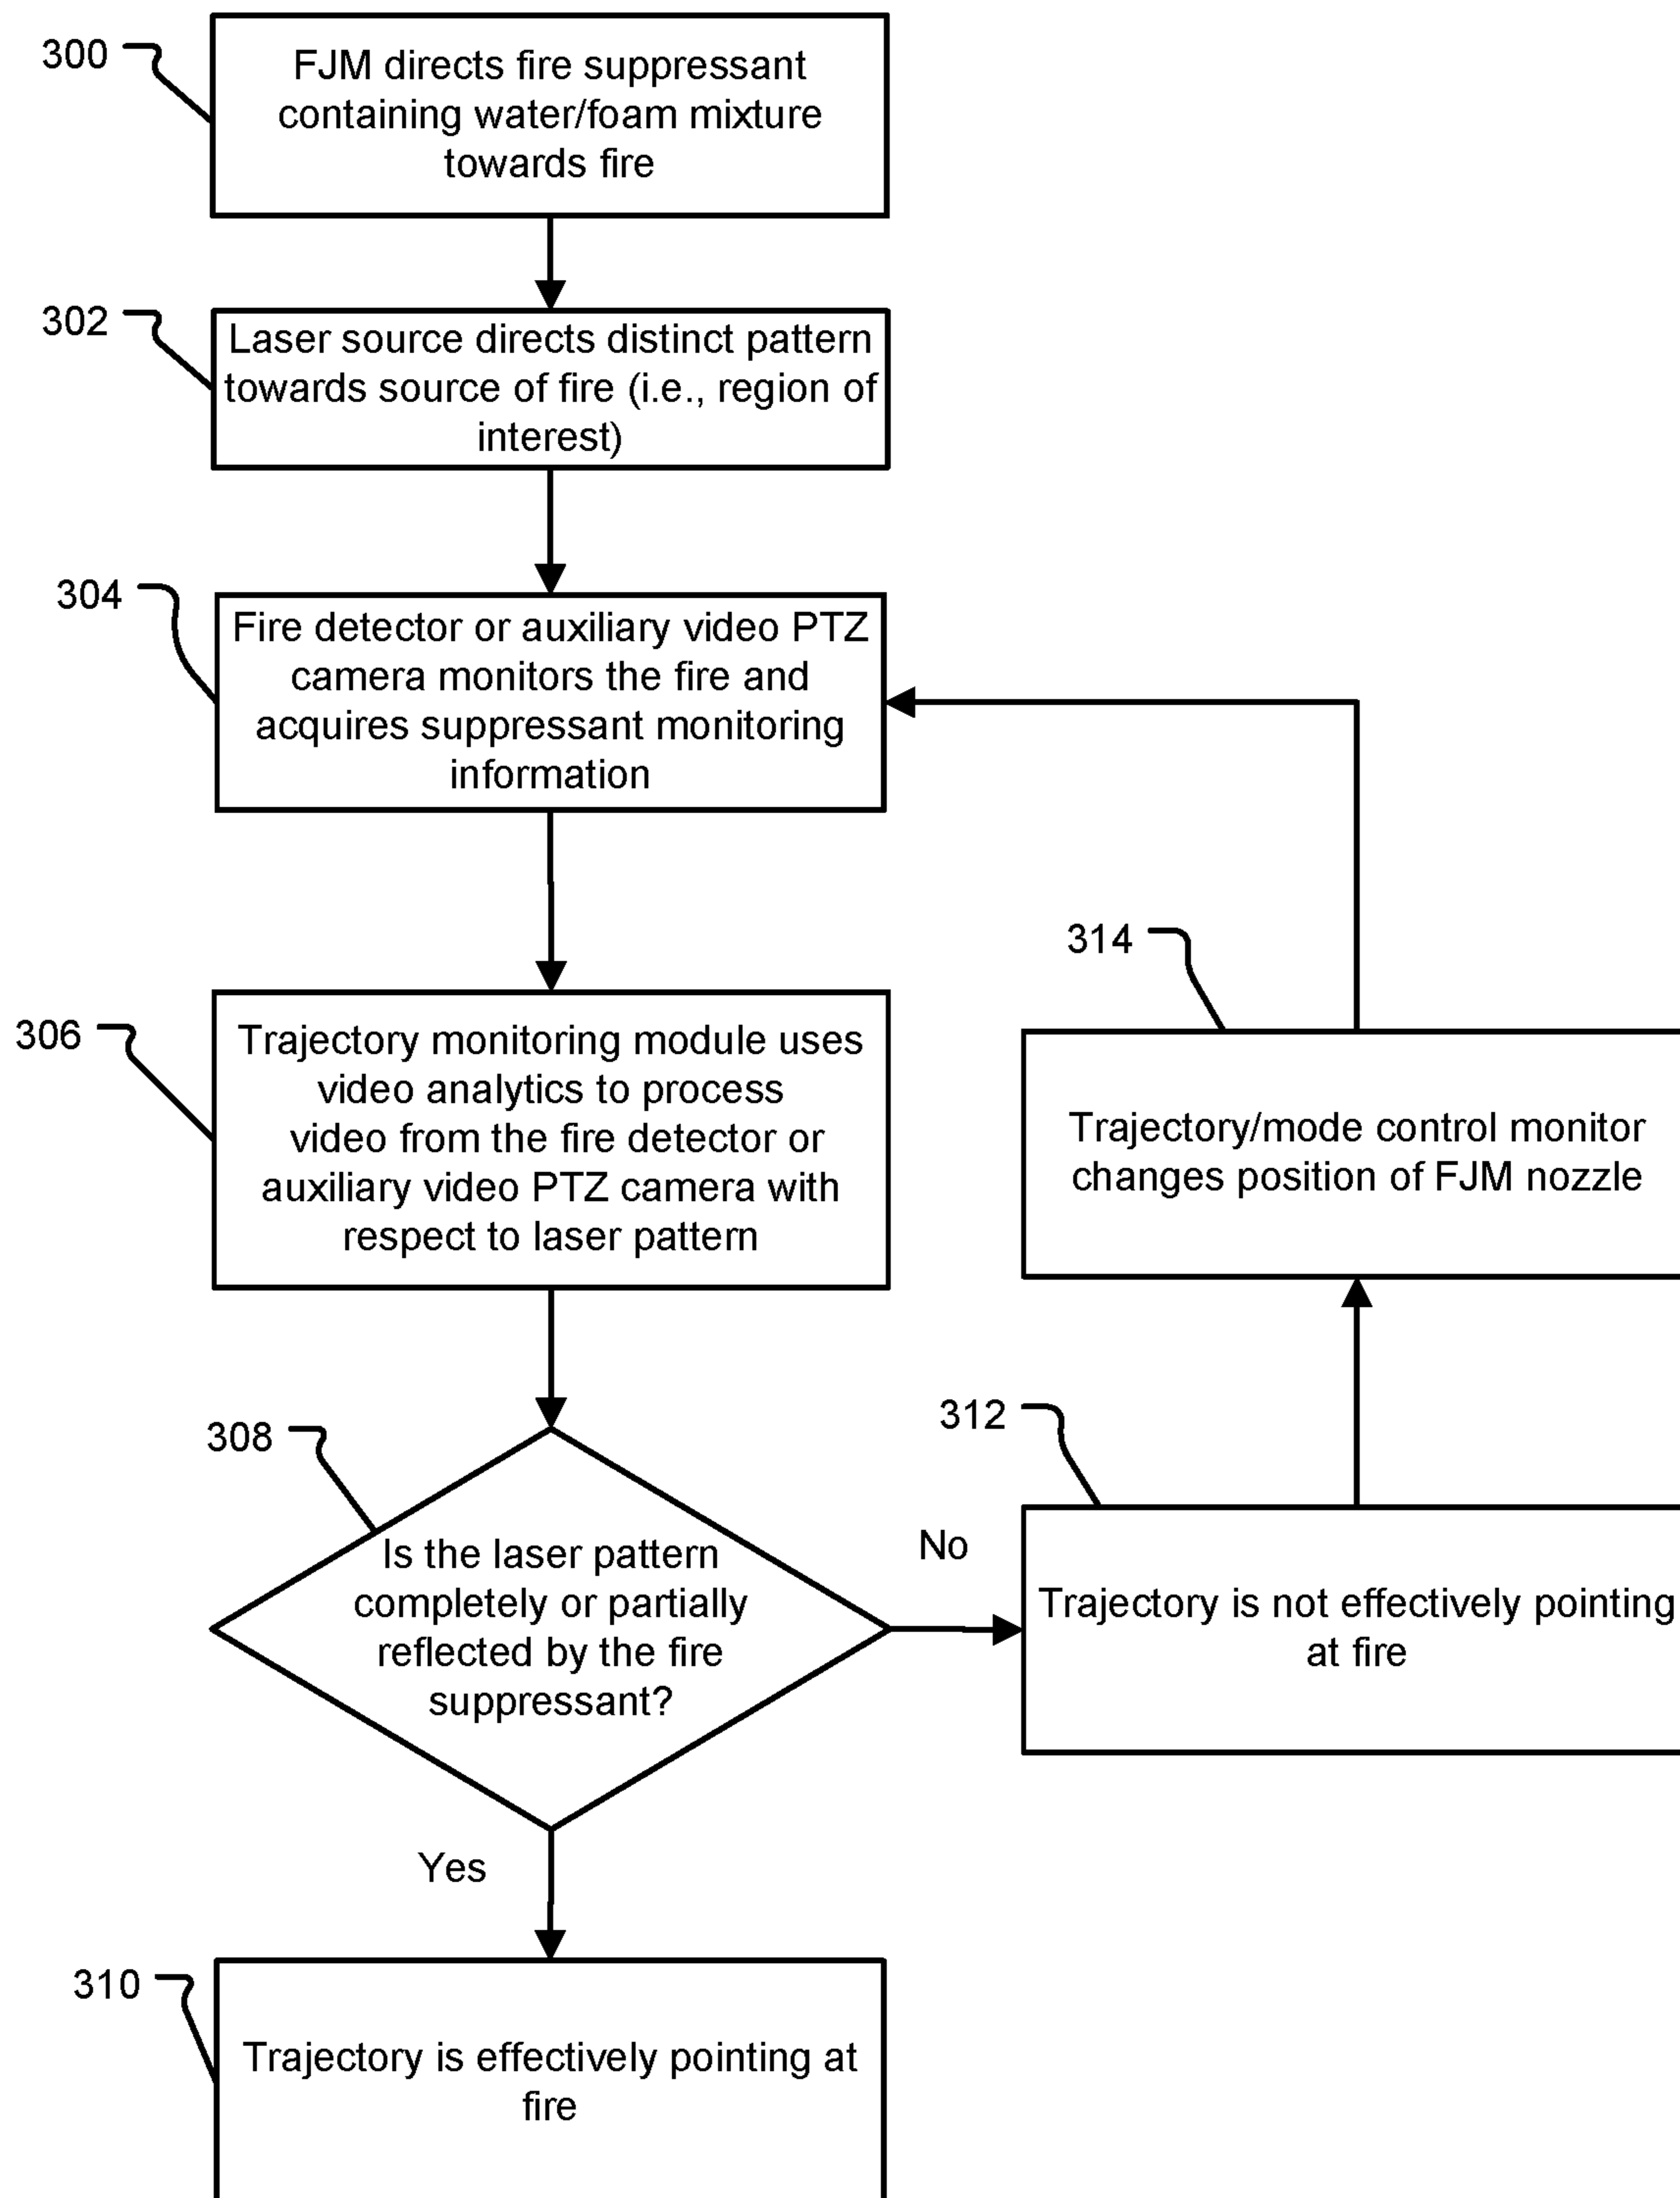 300
FJM directs fire suppressant
containing water/foam mixture
towards fire
302
Laser source directs distinct pattern
towards source of fire (i.e., region of
interest)
304
Fire detector or auxiliary video PTZ
camera monitors the fire and
acquires suppressant monitoring
information
306
Trajectory monitoring module uses
video analytics to process
video from the fire detector or
auxiliary video PTZ camera with
respect to laser pattern
314
Trajectory/mode control monitor
changes position of FJM nozzle
308
Is the laser pattern
completely or partially
reflected by the fire
suppressant?
No
312
Trajectory is not effectively pointing
at fire
Yes
310
Trajectory is effectively pointing at
fire